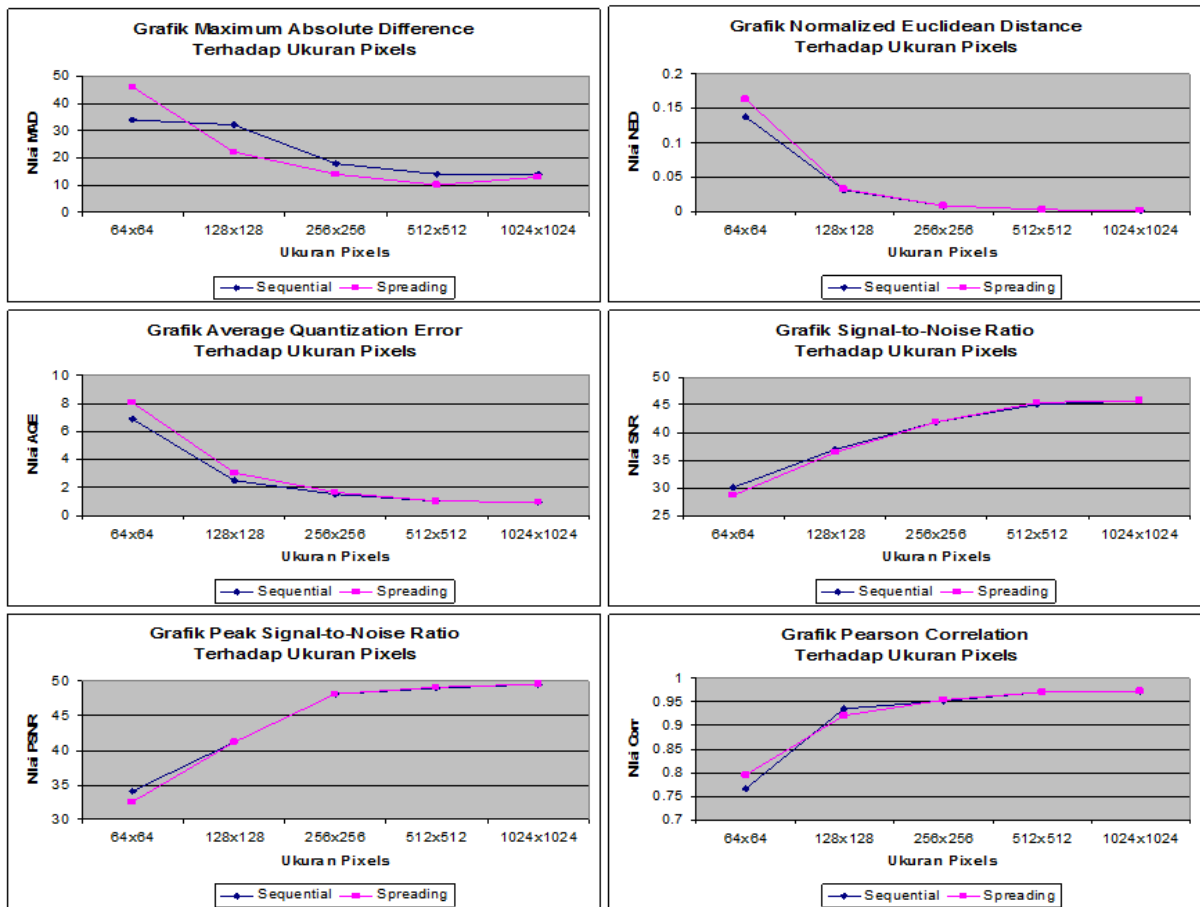 Grafik Maximum Absolute Difference
Terhadap Ukuran Pixels
Nlai MAD
50
40
30
20
10
0
64x64 128x128 256x256 512x512 1024x1024
Ukuran Pixels
Sequential Spreading
Grafik Normalized Euclidean Distance
Terhadap Ukuran Pixels
Nlai NED
0.2
0.15
0.1
0.05
0
64x64 128x128 256x256 512x512 1024x1024
Ukuran Pixels
Sequential Spreading
Grafik Average Quantization Error
Terhadap Ukuran Pixels
Nlai AQE
10
8
6
4
2
0
64x64 128x128 256x256 512x512 1024x1024
Ukuran Pixels
Sequential Spreading
Grafik Signal-to-Noise Ratio
Terhadap Ukuran Pixels
Nlai SNR
50
45
40
35
30
25
64x64 128x128 256x256 512x512 1024x1024
Ukuran Pixels
Sequential Spreading
Grafik Peak Signal-to-Noise Ratio
Terhadap Ukuran Pixels
Nlai PSNR
50
45
40
35
30
64x64 128x128 256x256 512x512 1024x1024
Ukuran Pixels
Sequential Spreading
Grafik Pearson Correlation
Terhadap Ukuran Pixels
Nlai Corr
1
0.95
0.9
0.85
0.8
0.75
0.7
64x64 128x128 256x256 512x512 1024x1024
Ukuran Pixels
Sequential Spreading